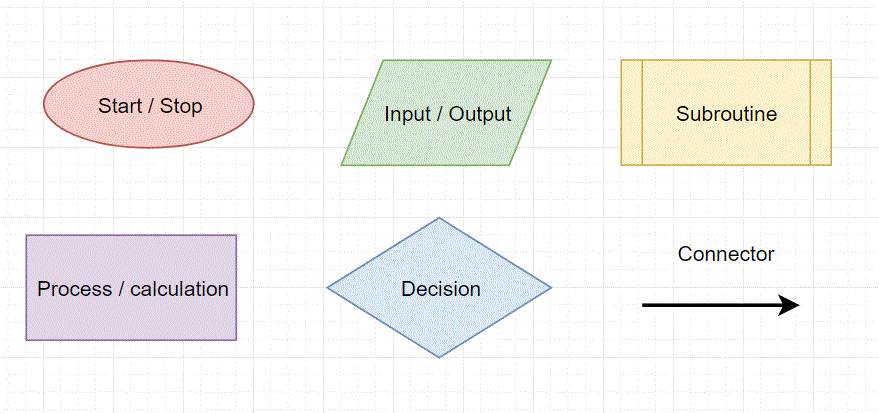 Start / Stop
Input / Output
Subroutine
Process / calculation
Decision
Connector